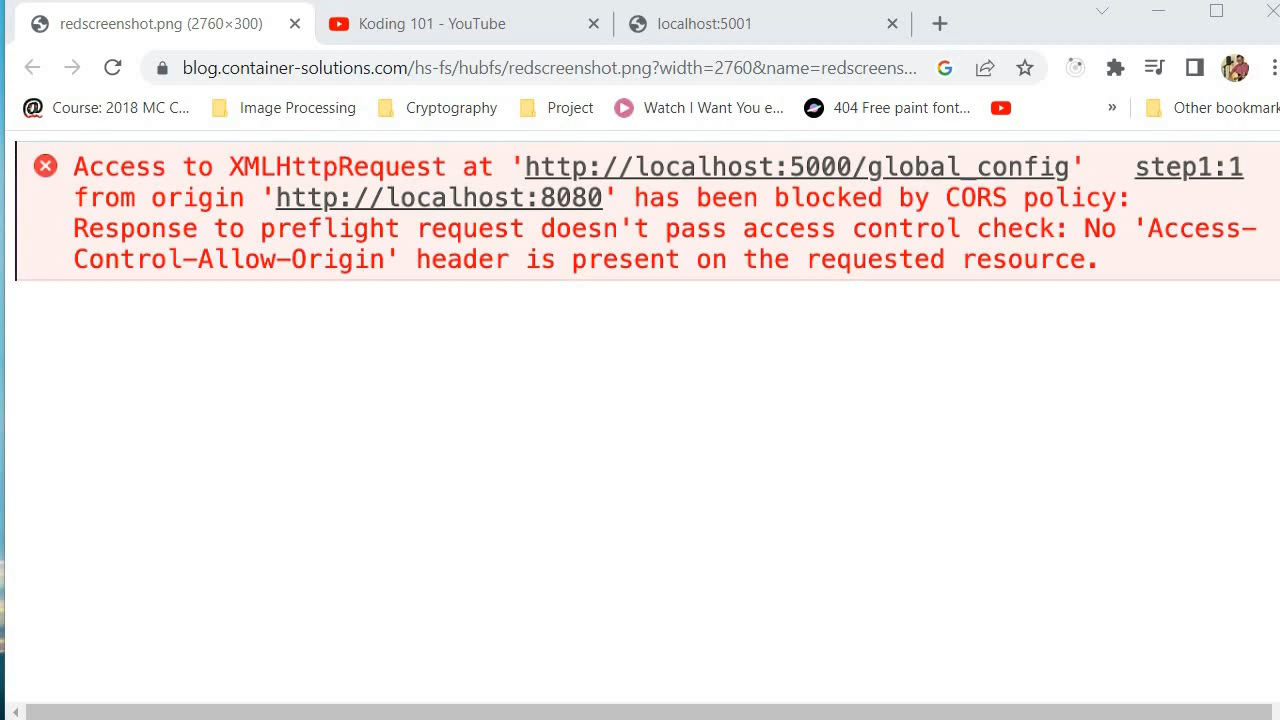 redscreenshot.png (2760×300)
Koding 101 - YouTube
localhost:5001
blog.container-solutions.com/hs-fs/hubfs/redscreenshot.png?width=2760&name=redscreens...
Course: 2018 MC C...
Image Processing
Cryptography
Project
Watch I Want You e...
404 Free paint font...
»
Other bookmark
Access to XMLHttpRequest at 'http://localhost:5000/global_config' step1:1
from origin 'http://localhost:8080' has been blocked by CORS policy:
Response to preflight request doesn't pass access control check: No 'Access-
Control-Allow-Origin' header is present on the requested resource.